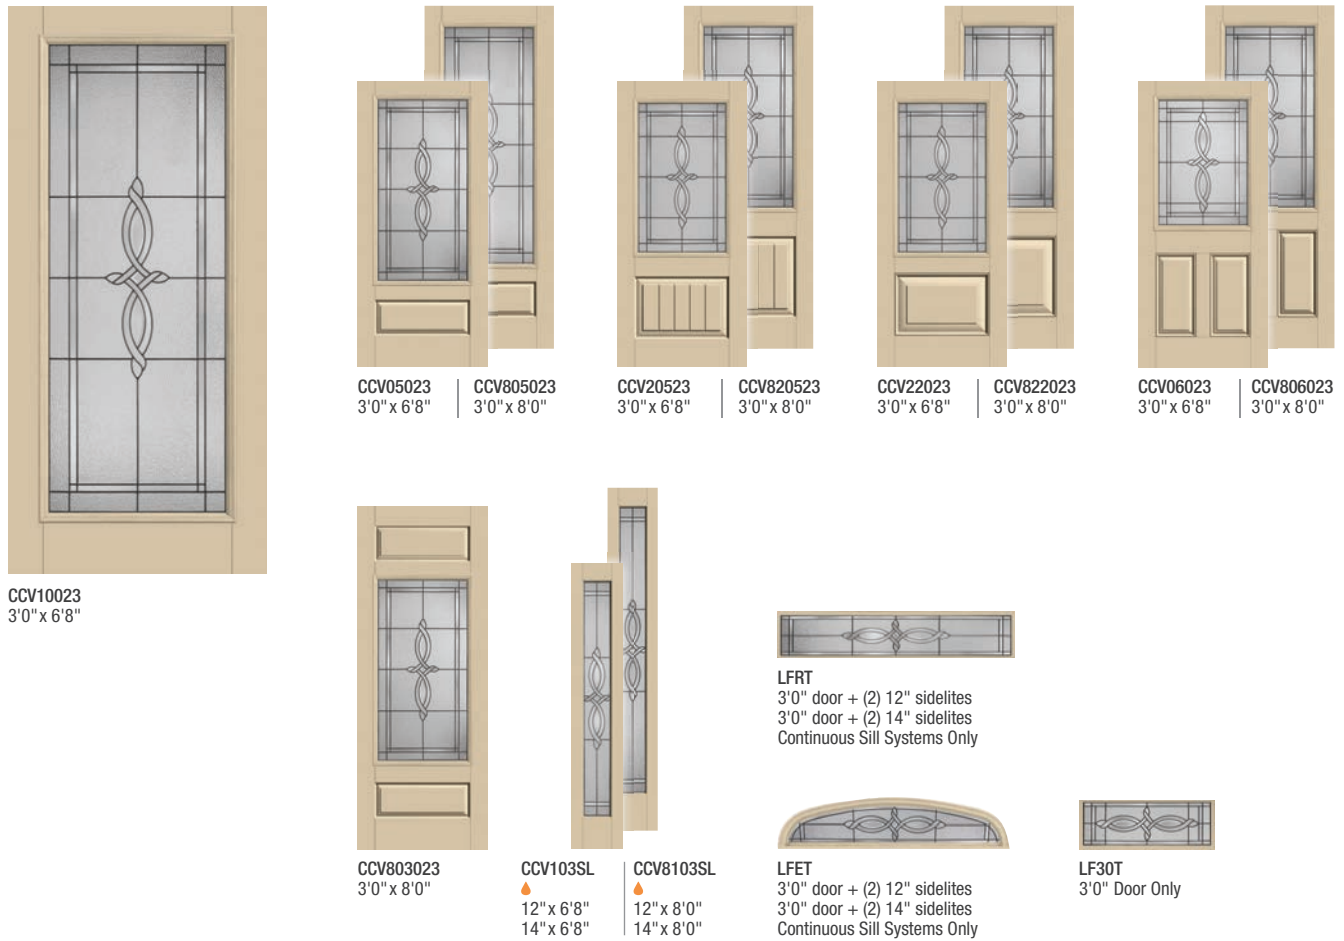 CCV10023
3'0" x 6'8"
CCV05023
3'0" x 6'8"
CCV805023
3'0" x 8'0"
CCV20523
3'0" x 6'8"
CCV820523
3'0" x 8'0"
CCV22023
3'0" x 6'8"
CCV822023
3'0" x 8'0"
CCV06023
3'0" x 6'8"
CCV806023
3'0" x 8'0"
CCV803023
3'0" x 8'0"
CCV103SL
12" x 6'8"
14" x 6'8"
CCV8103SL
12" x 8'0"
14" x 8'0"
LFRT
3'0" door + (2) 12" sidelites
3'0" door + (2) 14" sidelites
Continuous Sill Systems Only
LFET
3'0" door + (2) 12" sidelites
3'0" door + (2) 14" sidelites
Continuous Sill Systems Only
LF30T
3'0" Door Only